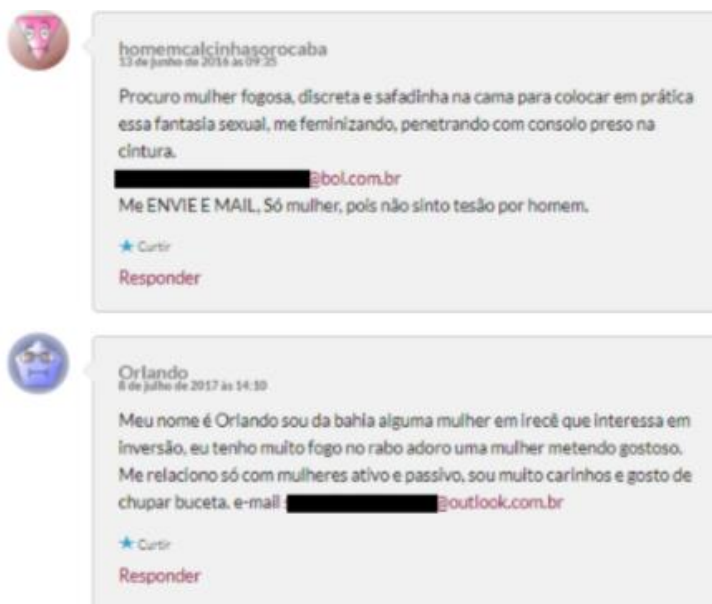 homemcalcinhasorocaba
13 de junho de 2016 às 09:35
Procuro mulher fogosa, discreta e safadinha na cama para colocar em prática
essa fantasia sexual, me feminizando, penetrando com consolo preso na
cintura.
@bol.com.br
Me ENVIE E MAIL, Só mulher, pois não sinto tesão por homem.
Curtir
Responder
Orlando
8 de julho de 2017 às 14:10
Meu nome é Orlando sou da bahia alguma mulher em irecê que interessa em
inversão, eu tenho muito fogo no rabo adoro uma mulher metendo gostoso.
Me relaciono só com mulheres ativo e passivo, sou muito carinhos e gosto de
chupar buceta. e-mail @outlook.com.br
Curtir
Responder